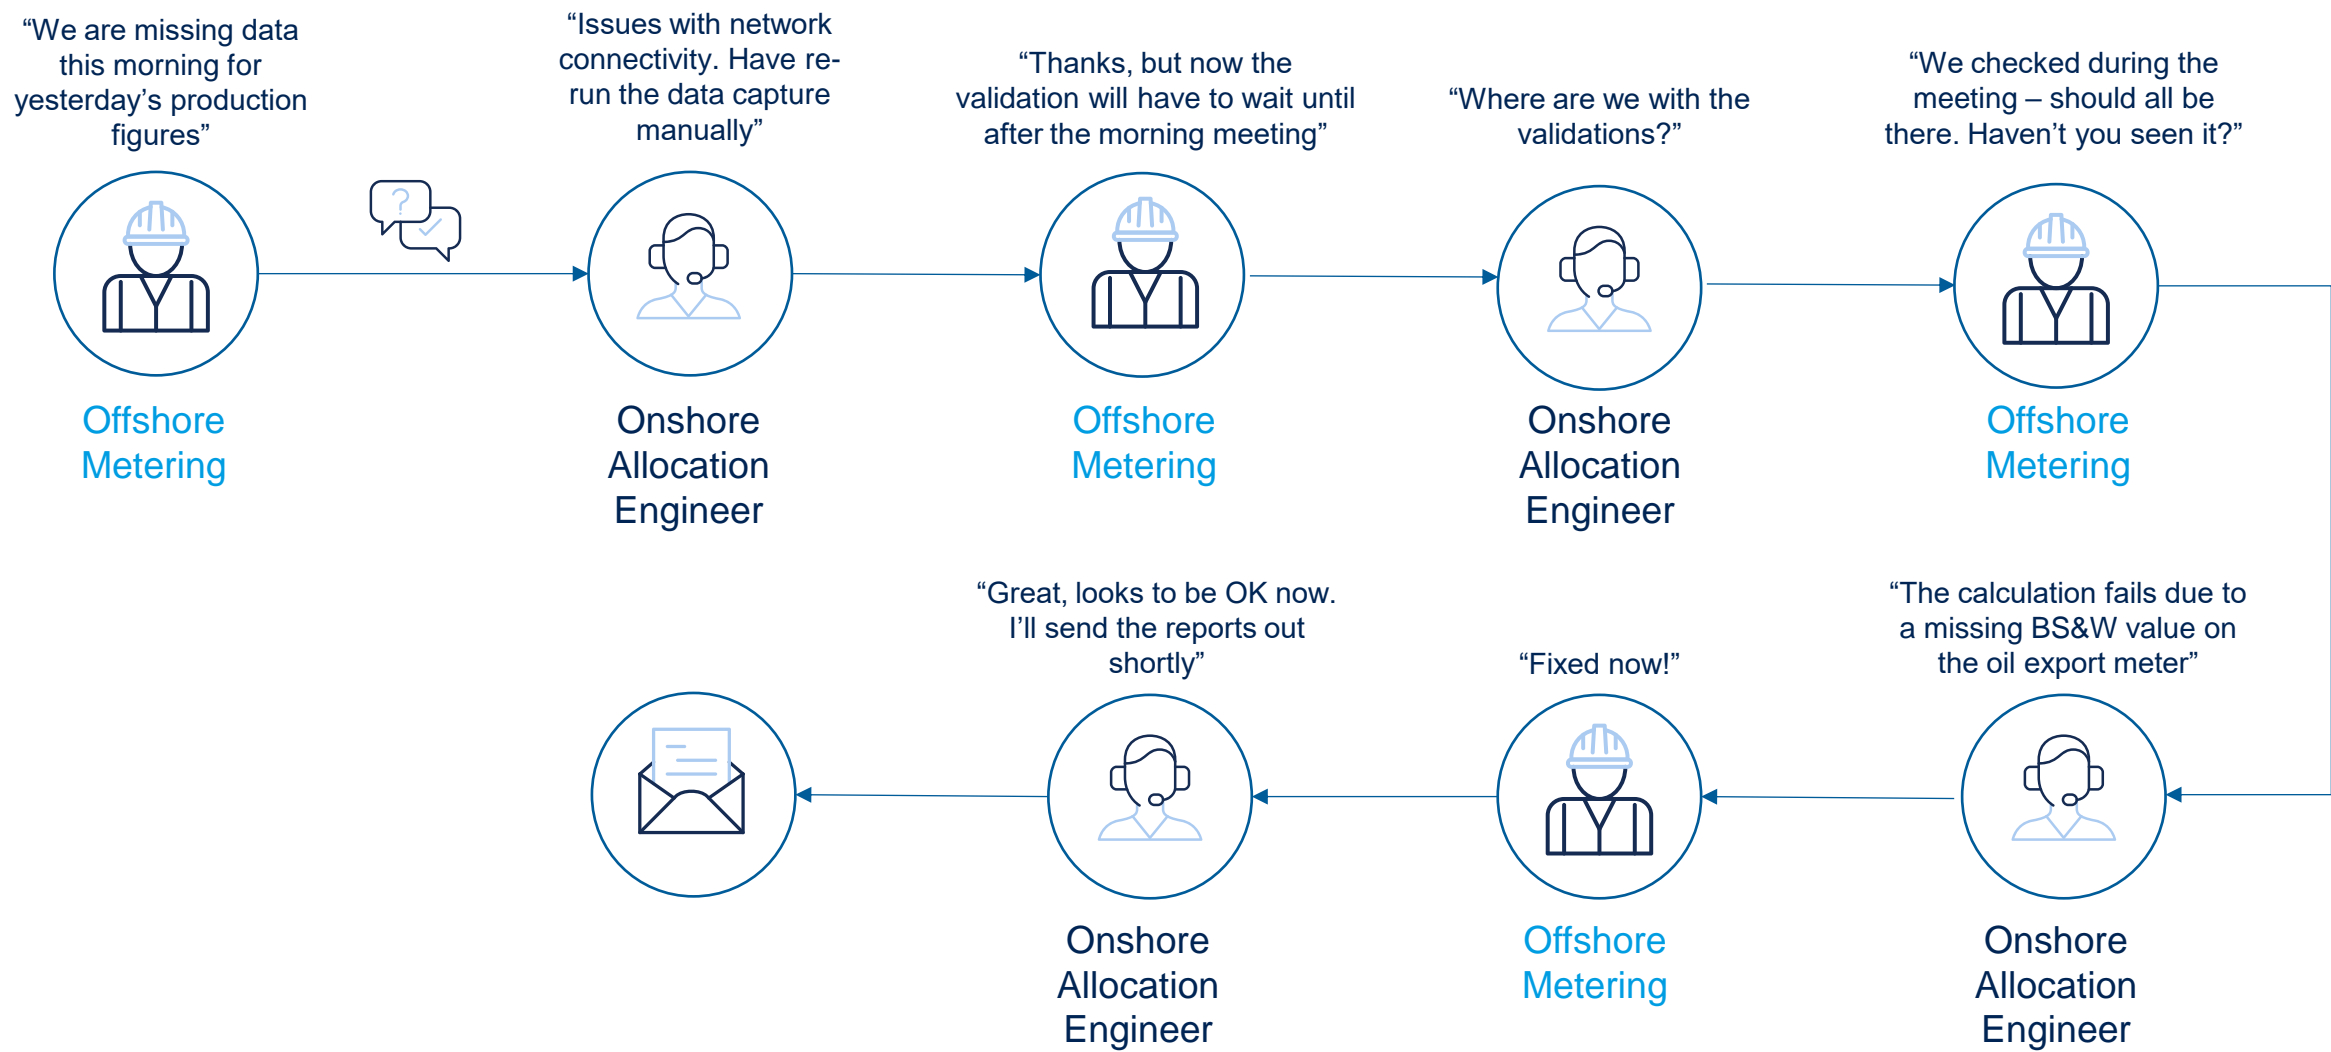 “We are missing data
this morning for
yesterday’s production
figures”
“Issues with network
connectivity. Have re-
run the data capture
manually”
“Thanks, but now the
validation will have to wait until
after the morning meeting”
“Where are we with the
validations?”
“We checked during the
meeting – should all be
there. Haven’t you seen it?”
?
Offshore
Metering
Onshore
Allocation
Engineer
Offshore
Metering
Onshore
Allocation
Engineer
Offshore
Metering
“Great, looks to be OK now.
I’ll send the reports out
shortly”
“Fixed now!”
“The calculation fails due to
a missing BS&W value on
the oil export meter”
Onshore
Allocation
Engineer
Offshore
Metering
Onshore
Allocation
Engineer